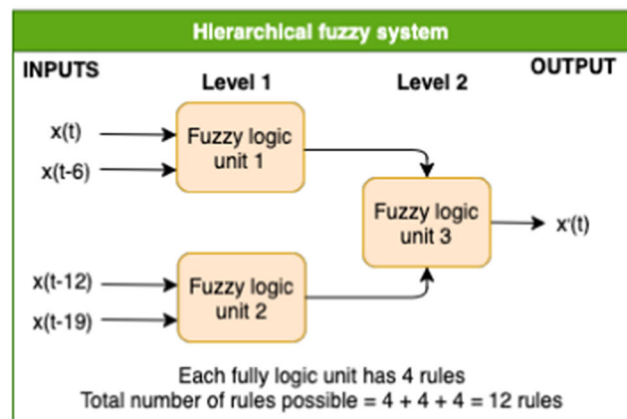 Hierarchical fuzzy system
INPUTS
OUTPUT
Level 1
Level 2
x(t)
x(t-6)
Fuzzy logic
unit 1
Fuzzy logic
unit 3
x'(t)
x(t-12)
x(t-19)
Fuzzy logic
unit 2
Each fully logic unit has 4 rules
Total number of rules possible = 4 + 4 + 4 = 12 rules